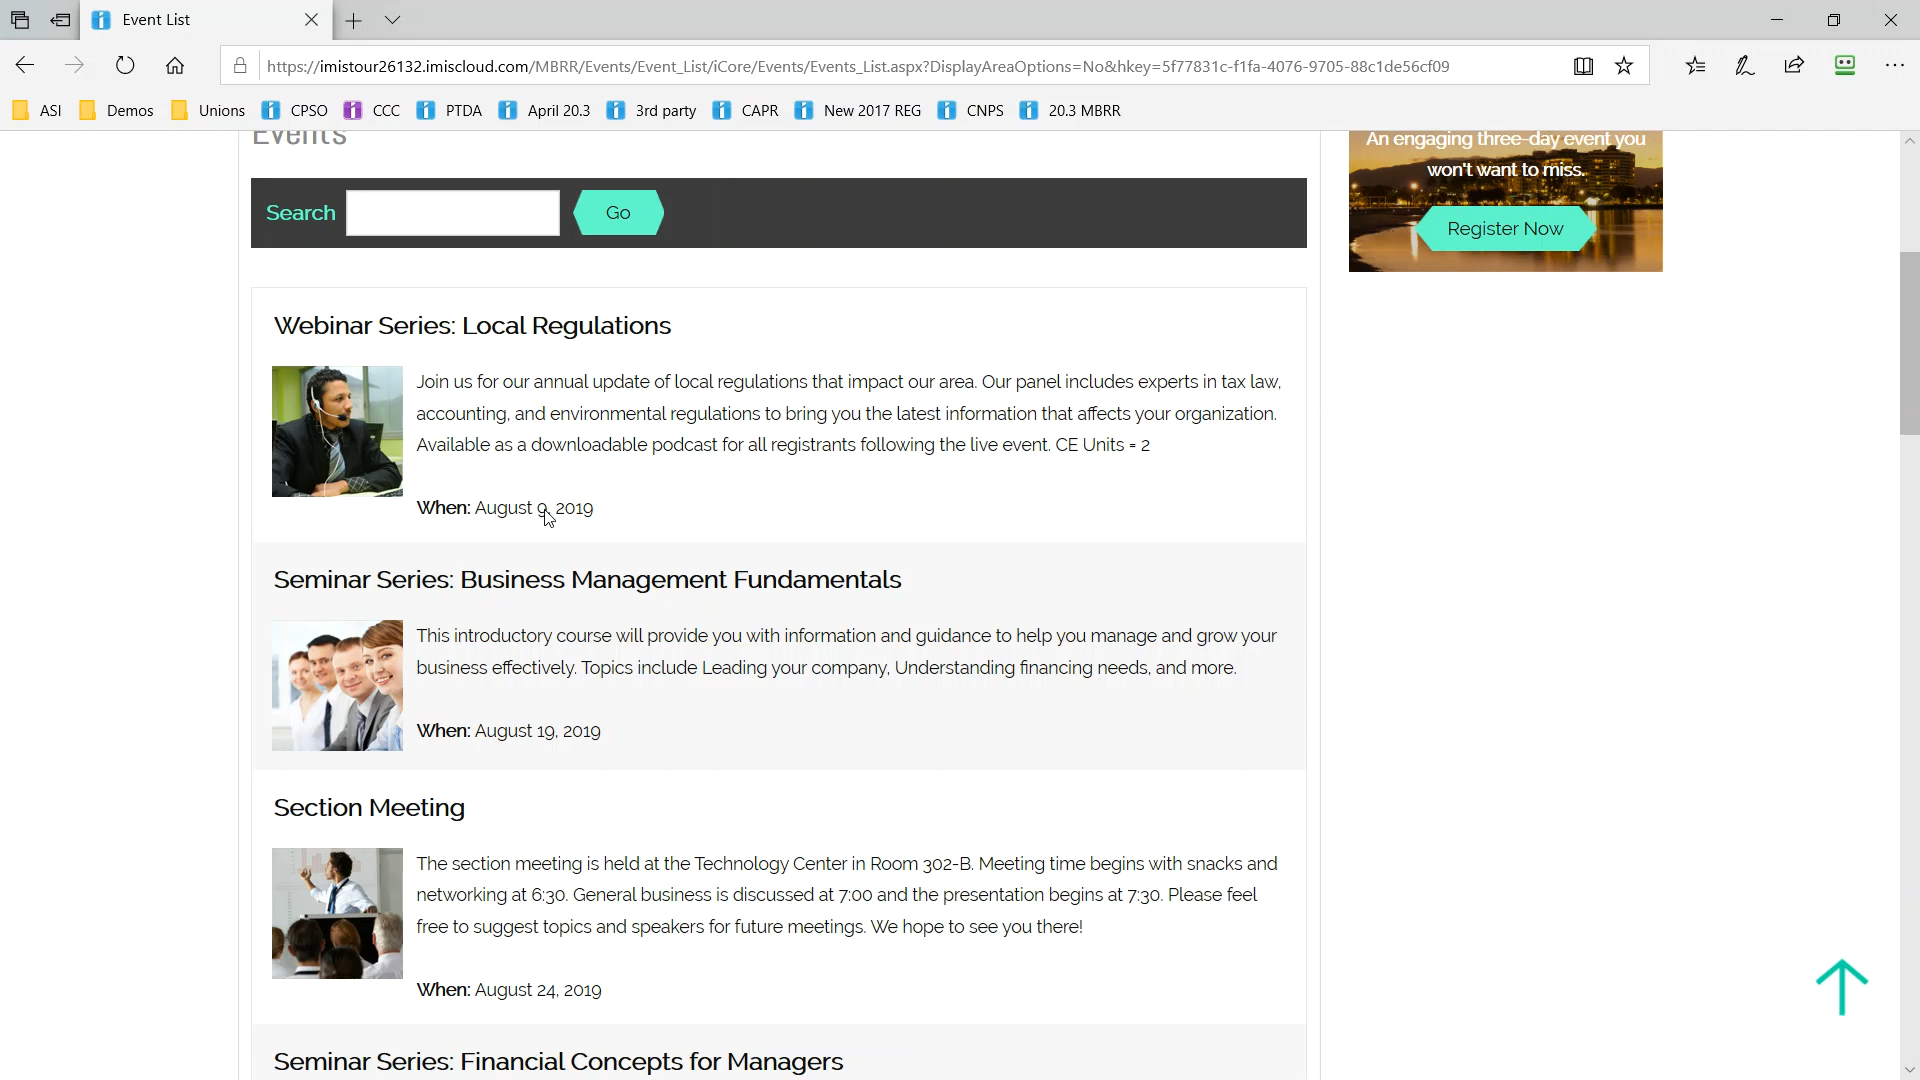 Event List
https://imistour26132.imiscloud.com/MBRR/Events/Event_List/iCore/Events/Events_List.aspx?DisplayAreaOptions=No&hkey=5f77831c-f1fa-4076-9705-88c1de56cf09
ASI Demos Unions CPSO CCC PTDA April 20.3 3rd party CAPR New 2017 REG CNPS 20.3 MBRR
Events
Search Go
Webinar Series: Local Regulations
Join us for our annual update of local regulations that impact our area. Our panel includes experts in tax law,
accounting, and environmental regulations to bring you the latest information that affects your organization.
Available as a downloadable podcast for all registrants following the live event. CE Units = 2
When: August 9, 2019
Seminar Series: Business Management Fundamentals
This introductory course will provide you with information and guidance to help you manage and grow your
business effectively. Topics include Leading your company, Understanding financing needs, and more.
When: August 19, 2019
Section Meeting
The section meeting is held at the Technology Center in Room 302-B. Meeting time begins with snacks and
networking at 6:30. General business is discussed at 7:00 and the presentation begins at 7:30. Please feel
free to suggest topics and speakers for future meetings. We hope to see you there!
When: August 24, 2019
Seminar Series: Financial Concepts for Managers
An engaging three-day event you
won't want to miss.
Register Now